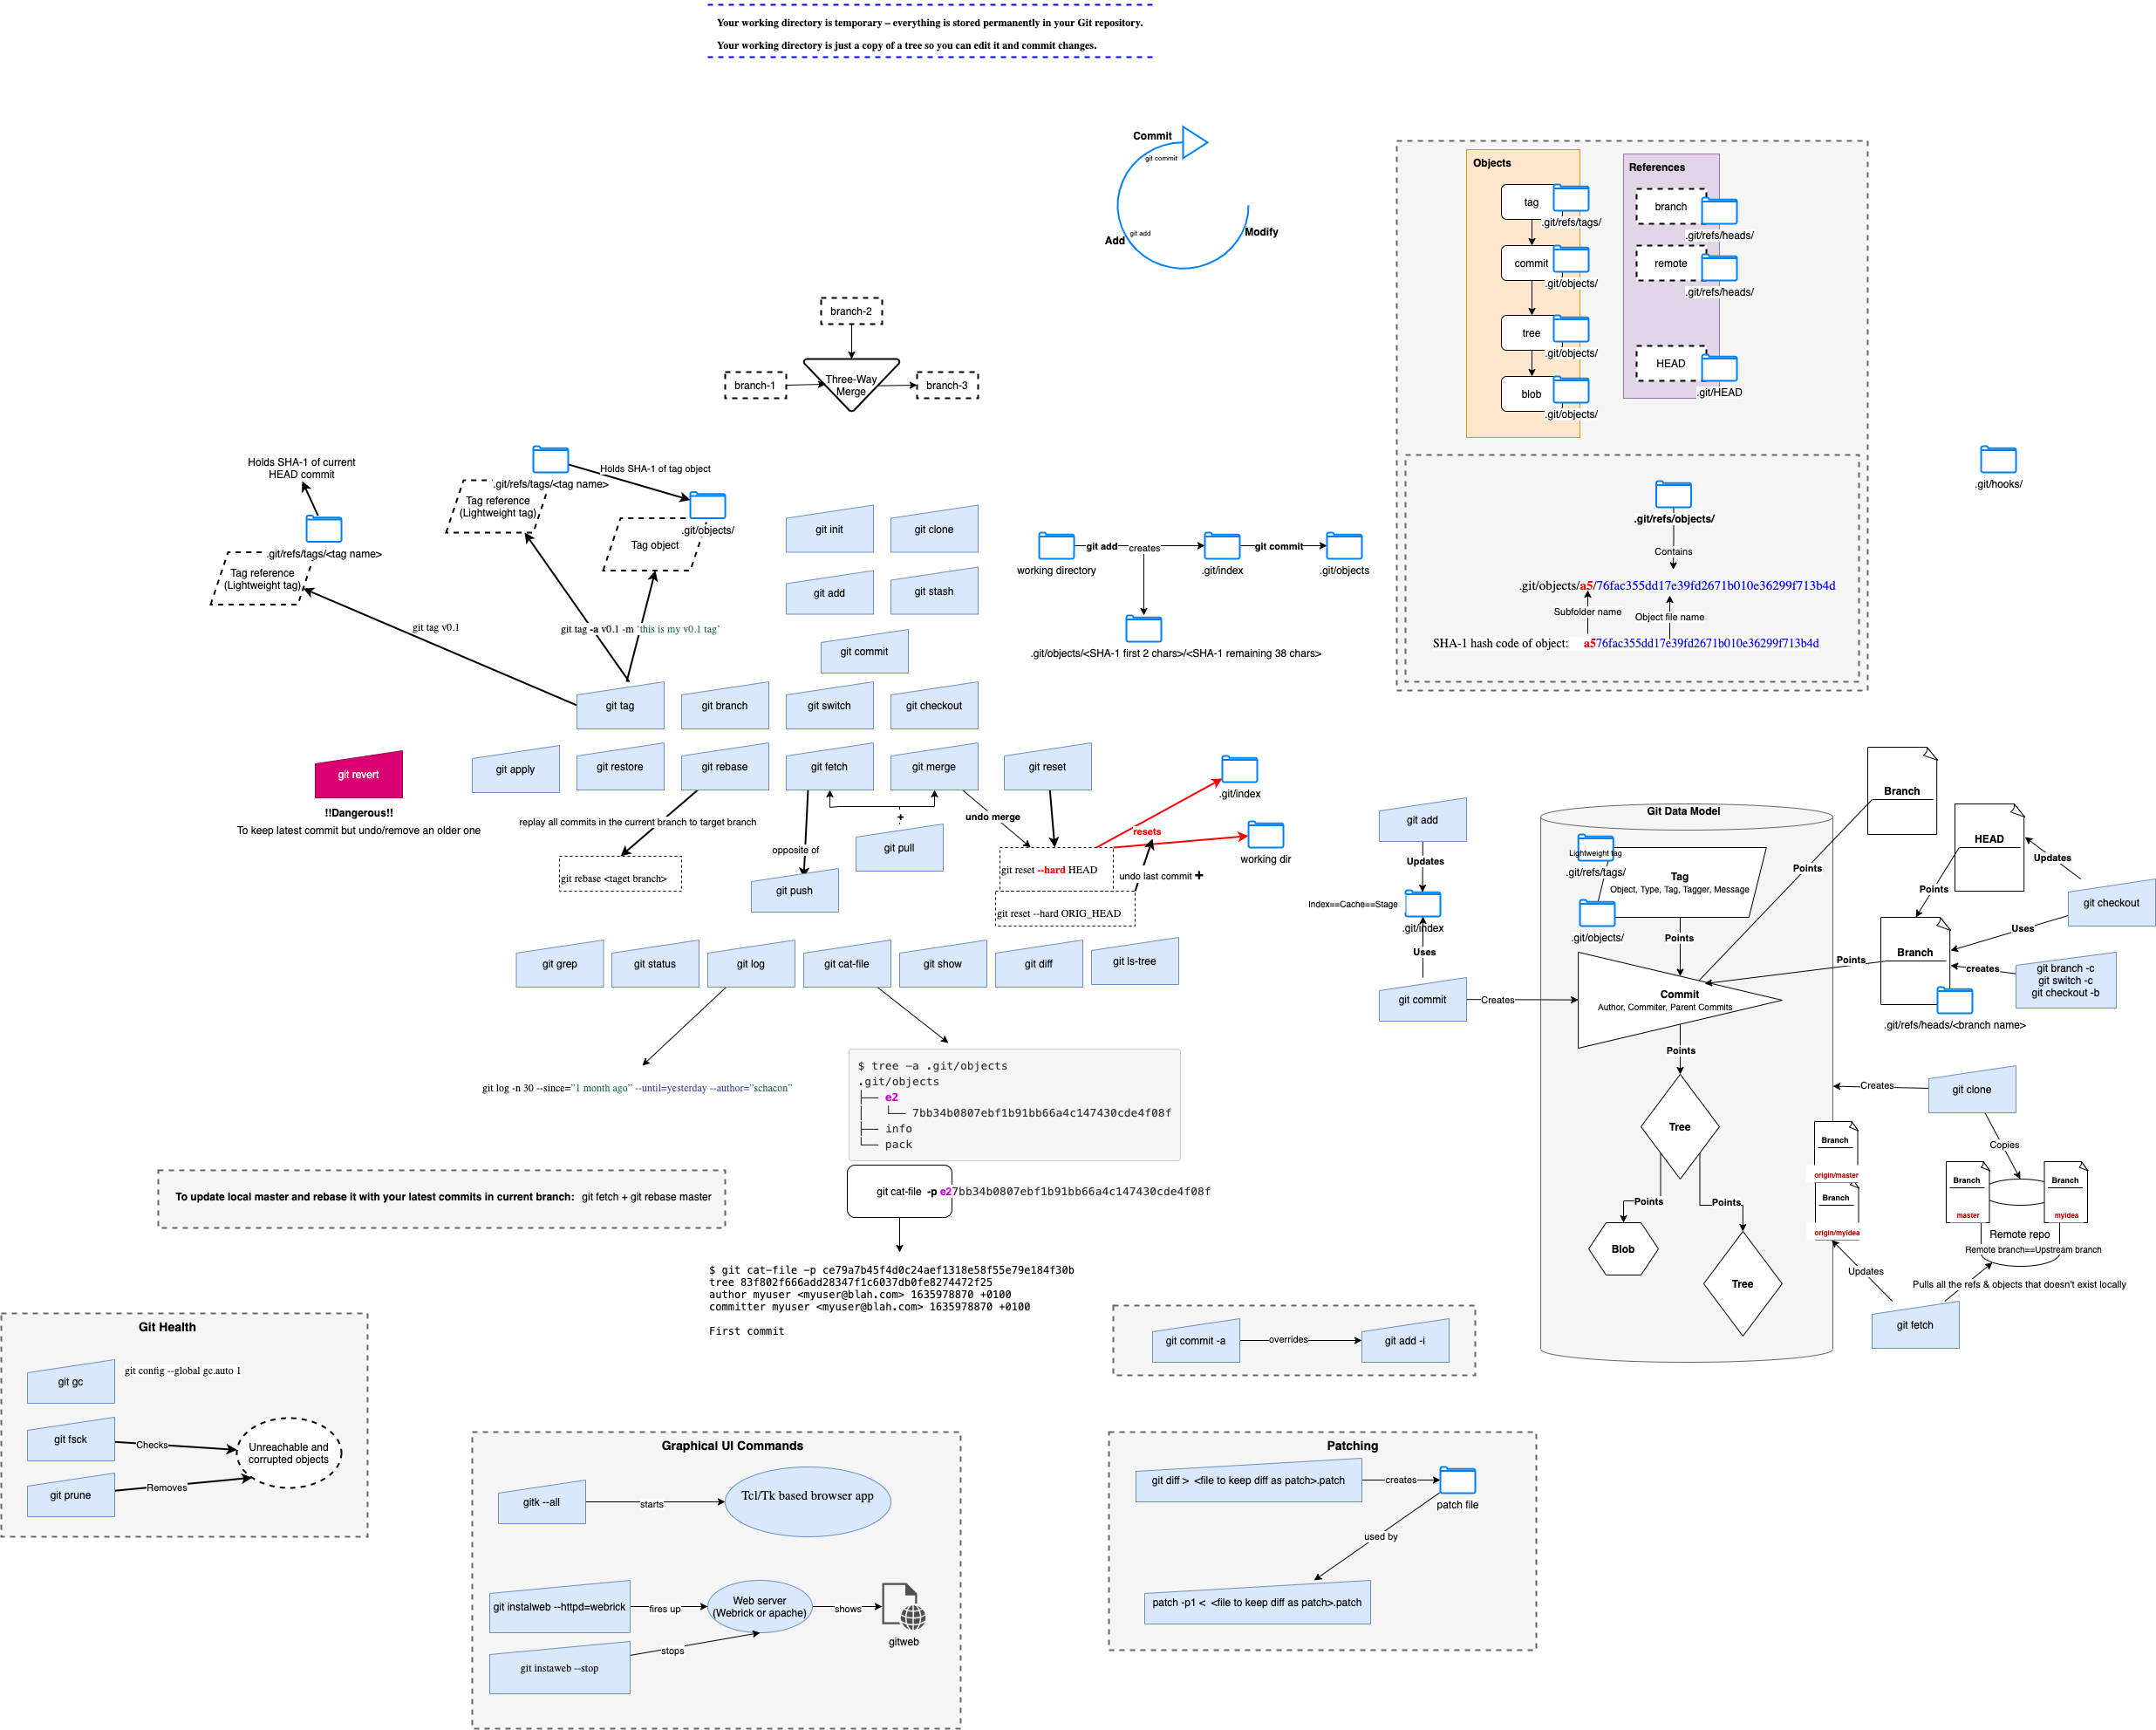 Your working directory is temporary – everything is stored permanently in your Git repository.
Your working directory is just a copy of a tree so you can edit it and commit changes.
Commit
git commit
Add
git add
Modify
Objects
tag
.git/refs/tags/
commit
.git/objects/
tree
.git/objects/
blob
.git/objects/
References
branch
.git/refs/heads/
remote
.git/refs/heads/
HEAD
.git/HEAD
.git/refs/objects/
Contains
.git/objects/a5/76fac355dd17e39fd2671b010e36299f713b4d
Subfolder name
Object file name
SHA-1 hash code of object: a576fac355dd17e39fd2671b010e36299f713b4d
.git/hooks/
branch-2
branch-1
Three-Way
Merge
branch-3
Holds SHA-1 of current
HEAD commit
.git/refs/tags/<tag name>
Tag reference
(Lightweight tag)
.git/refs/tags/<tag name>
Tag reference
(Lightweight tag)
Holds SHA-1 of tag object
.git/objects/
Tag object
git tag v0.1
git tag -a v0.1 -m ‘this is my v0.1 tag’
git init
git clone
git add
git stash
git commit
git tag
git branch
git switch
git checkout
working directory
git add
creates
.git/index
git commit
.git/objects
.git/objects/<SHA-1 first 2 chars>/<SHA-1 remaining 38 chars>
git revert
!!Dangerous!!
To keep latest commit but undo/remove an older one
git apply
git restore
git rebase
git fetch
git merge
git reset
replay all commits in the current branch to target branch
git rebase <taget branch>
opposite of
git push
+
git pull
undo merge
git reset --hard HEAD
git reset --hard ORIG_HEAD
resets
undo last commit +
.git/index
working dir
git grep
git status
git log
git cat-file
git show
git diff
git ls-tree
git log -n 30 --since="1 month ago" --until=yesterday --author="schacon"
$ tree –a .git/objects
.git/objects
├── e2
│   └── 7bb34b0807ebf1b91bb66a4c147430cde4f08f
├── info
└── pack
git cat-file -p e27bb34b0807ebf1b91bb66a4c147430cde4f08f
$ git cat-file -p ce79a7b45f4d0c24aef1318e58f55e79e184f30b
tree 83f802f666add28347f1c6037db0fe8274472f25
author myuser <myuser@blah.com> 1635978870 +0100
committer myuser <myuser@blah.com> 1635978870 +0100
First commit
To update local master and rebase it with your latest commits in current branch: git fetch + git rebase master
git add
Updates
Index==Cache==Stage
.git/index
Uses
git commit
Creates
Git Data Model
Lightweight tag
.git/refs/tags/
Tag
Object, Type, Tag, Tagger, Message
.git/objects/
Points
Commit
Author, Commiter, Parent Commits
Points
Tree
Points
Points
Blob
Tree
Branch
Points
HEAD
Updates
Points
git checkout
Uses
Branch
Points
creates
git branch -c
git switch -c
git checkout -b
.git/refs/heads/<branch name>
Creates
git clone
Copies
Branch
origin/master
Branch
origin/myidea
Branch
master
Branch
myidea
Remote repo
Remote branch==Upstream branch
Updates
Pulls all the refs & objects that doesn't exist locally
git fetch
git commit -a
overrides
git add -i
Git Health
git gc
git config --global gc.auto 1
git fsck
Checks
Unreachable and
corrupted objects
git prune
Removes
Graphical UI Commands
gitk --all
starts
Tcl/Tk based browser app
git instalweb --httpd=webrick
fires up
Web server
(Webrick or apache)
shows
gitweb
git instaweb --stop
stops
Patching
git diff > <file to keep diff as patch>.patch
creates
patch file
used by
patch -p1 < <file to keep diff as patch>.patch